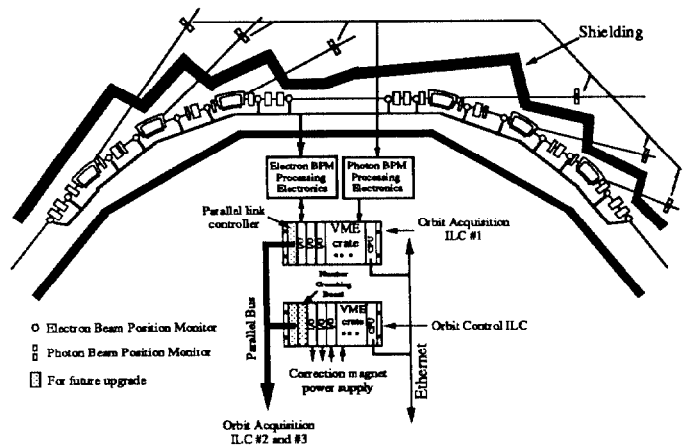 Shielding
Electron BPM
Processing
Electronics
Photon BPM
Processing
Electronics
Parallel link
controller
VME
crate
CPU
Orbit Acquisition
ILC #1
Number
Crunching
Board
VME
crate
CPU
Orbit Control ILC
Parallel Bus
Ethernet
Electron Beam Position Monitor
Photon Beam Position Monitor
For future upgrade
Correction magnet
power supply
Orbit Acquisition
ILC #2 and #3